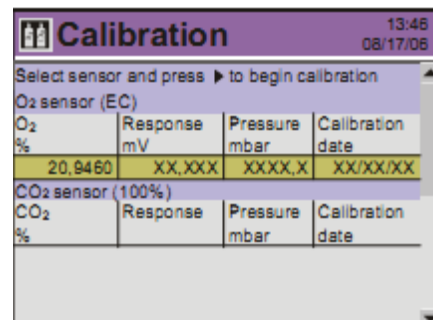 Calibration 13:46
08/17/06
Select sensor and press ▶ to begin calibration
O₂ sensor (EC)
O₂ Response Pressure Calibration
% mV mbar date
20,9460 XX,XXX XXXX,X XX/XX/XX
CO₂ sensor (100%)
CO₂ Response Pressure Calibration
% mbar date